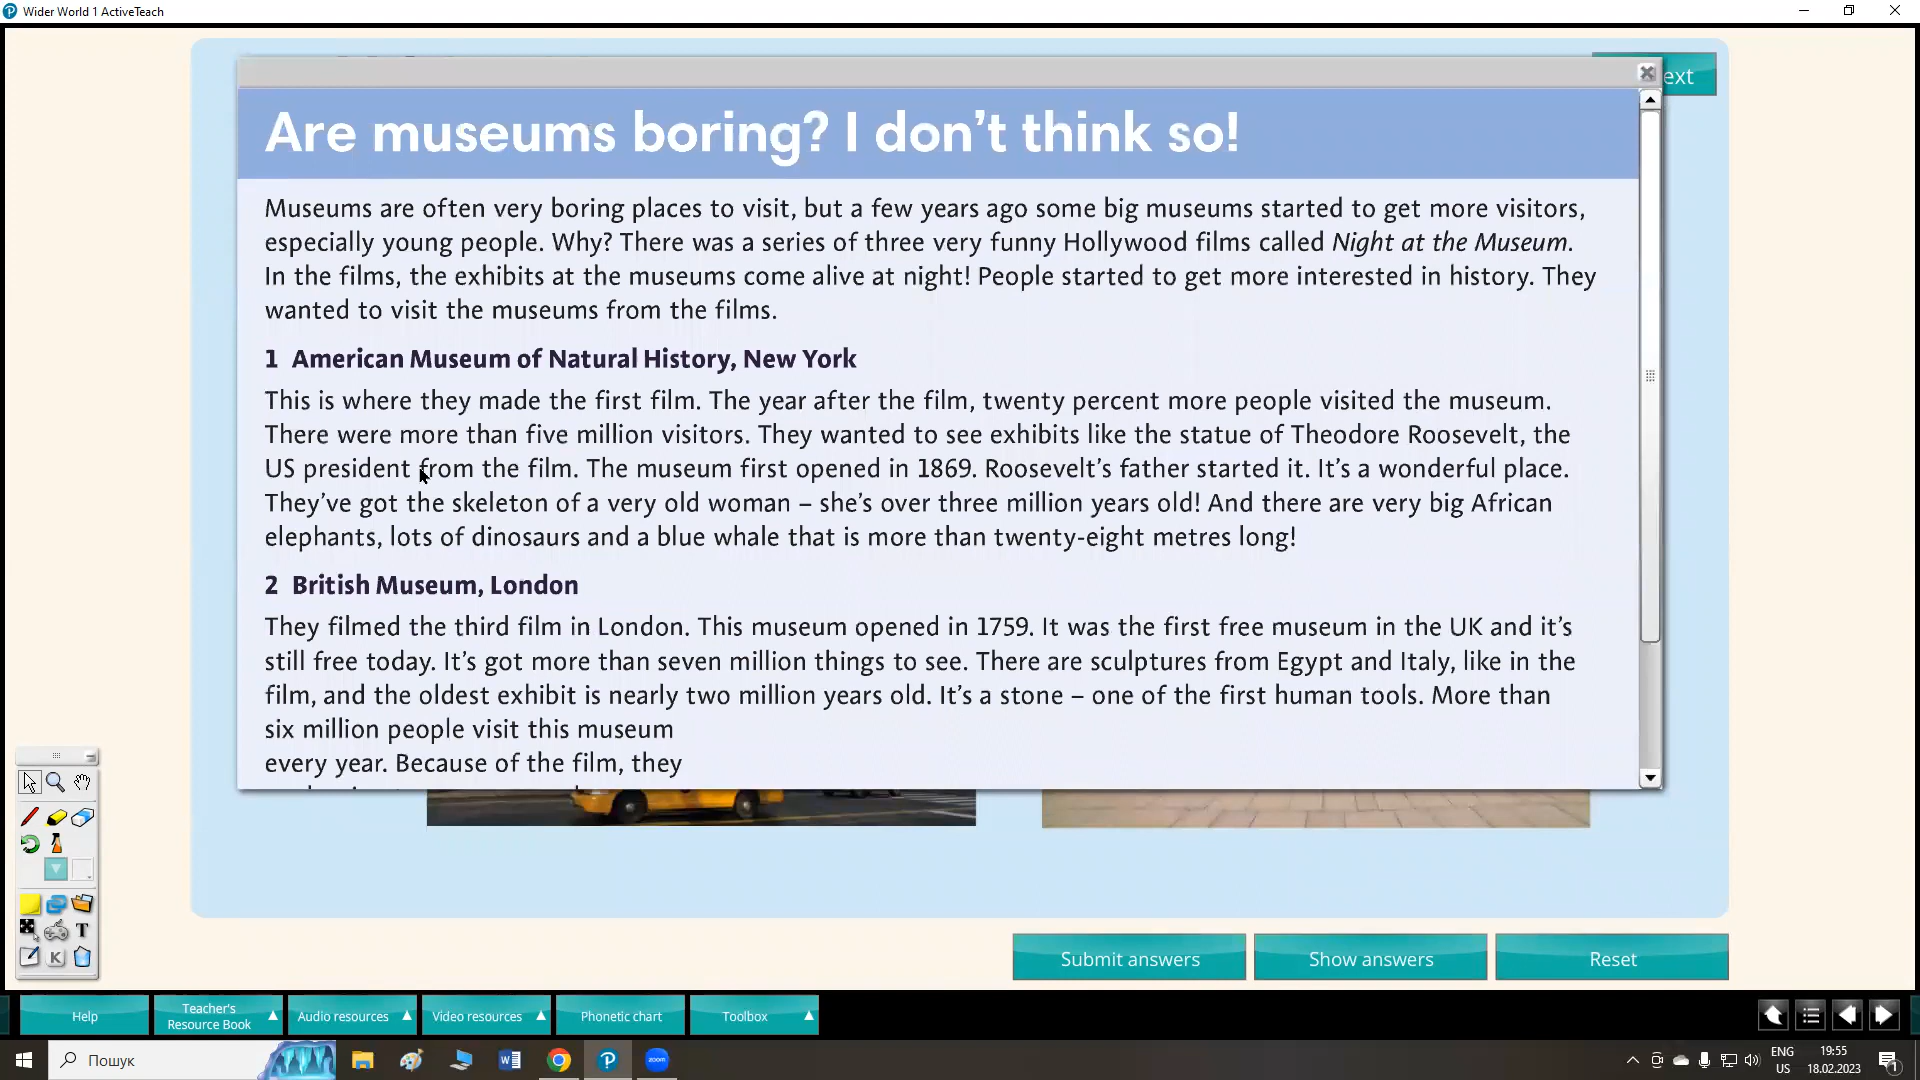 Wider World 1 ActiveTeach
ext
Are museums boring? I don't think so!
Museums are often very boring places to visit, but a few years ago some big museums started to get more visitors,
especially young people. Why? There was a series of three very funny Hollywood films called Night at the Museum.
In the films, the exhibits at the museums come alive at night! People started to get more interested in history. They
wanted to visit the museums from the films.
1 American Museum of Natural History, New York
This is where they made the first film. The year after the film, twenty percent more people visited the museum.
There were more than five million visitors. They wanted to see exhibits like the statue of Theodore Roosevelt, the
US president from the film. The museum first opened in 1869. Roosevelt's father started it. It's a wonderful place.
They've got the skeleton of a very old woman – she's over three million years old! And there are very big African
elephants, lots of dinosaurs and a blue whale that is more than twenty-eight metres long!
2 British Museum, London
They filmed the third film in London. This museum opened in 1759. It was the first free museum in the UK and it's
still free today. It's got more than seven million things to see. There are sculptures from Egypt and Italy, like in the
film, and the oldest exhibit is nearly two million years old. It's a stone – one of the first human tools. More than
six million people visit this museum
every year. Because of the film, they
T
K
Submit answers
Show answers
Reset
Help
Teacher's
Resource Book
Audio resources
Video resources
Phonetic chart
Toolbox
Пошук
zoom
ENG
US
19:55
18.02.2023
1